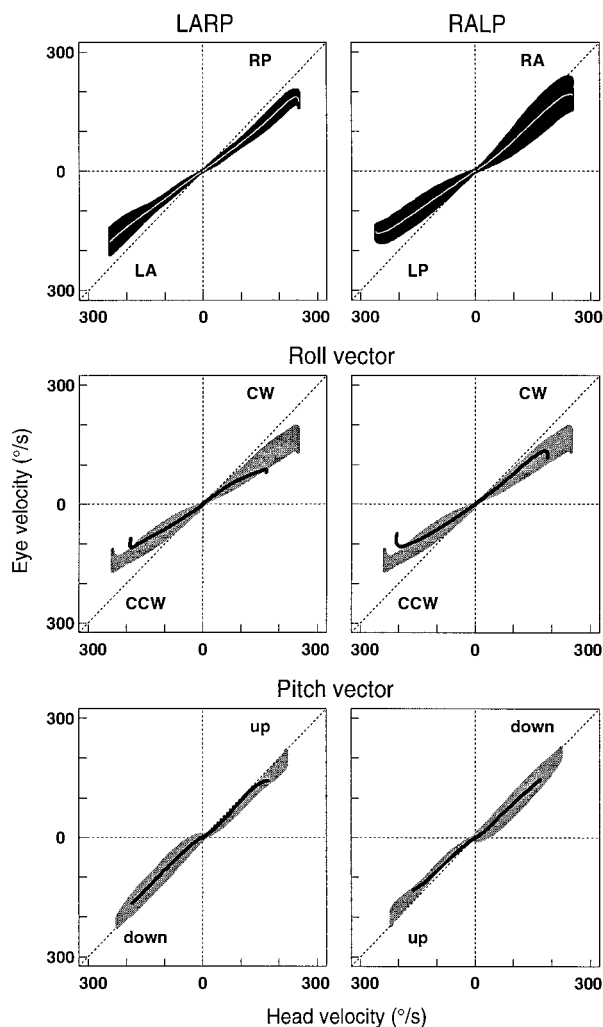 LARP RALP
300 RP RA
0
LA LP
300
300 0 300 300 0 300
Roll vector
300 CW CW
0
CCW CCW
300
300 0 300 300 0 300
Pitch vector
300 up down
0
down up
300
300 0 300 300 0 300
Eye velocity (°/s)
Head velocity (°/s)